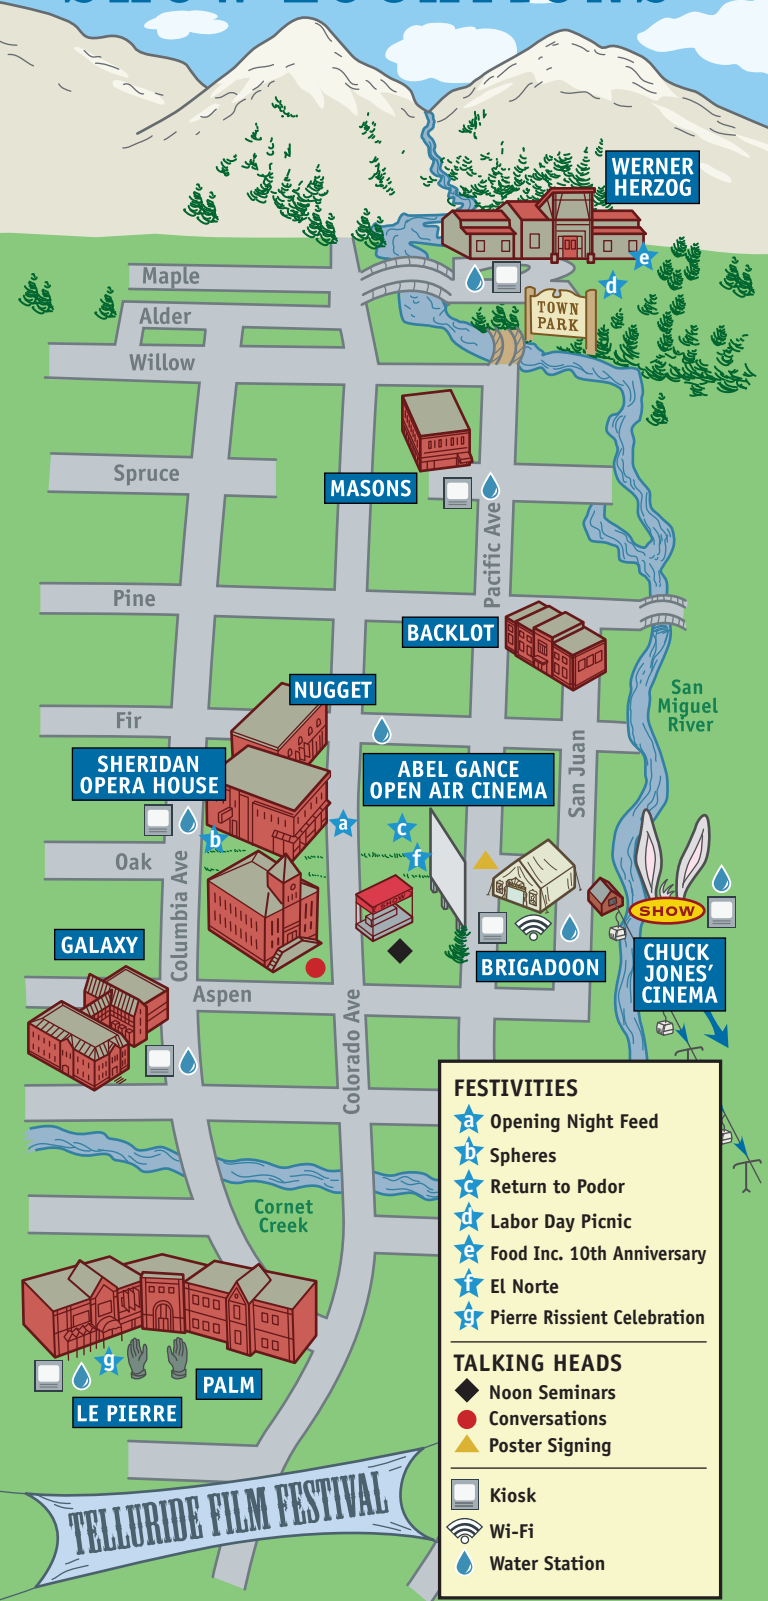 SHOW LOCATIONS
WERNER
HERZOG
e
d
TOWN
PARK
Maple
Alder
Willow
Spruce
MASONS
Pacific Ave
Pine
BACKLOT
NUGGET
San
Miguel
River
Fir
SHERIDAN
OPERA HOUSE
ABEL GANCE
OPEN AIR CINEMA
San Juan
b
a
c
f
Oak
Columbia Ave
SHOW
SHOW
GALAXY
BRIGADOON
CHUCK
JONES'
CINEMA
Aspen
Colorado Ave
Cornet
Creek
g
PALM
LE PIERRE
TELLURIDE FILM FESTIVAL
FESTIVITIES
a Opening Night Feed
b Spheres
c Return to Podor
d Labor Day Picnic
e Food Inc. 10th Anniversary
f El Norte
g Pierre Rissient Celebration
TALKING HEADS
Noon Seminars
Conversations
Poster Signing
Kiosk
Wi-Fi
Water Station